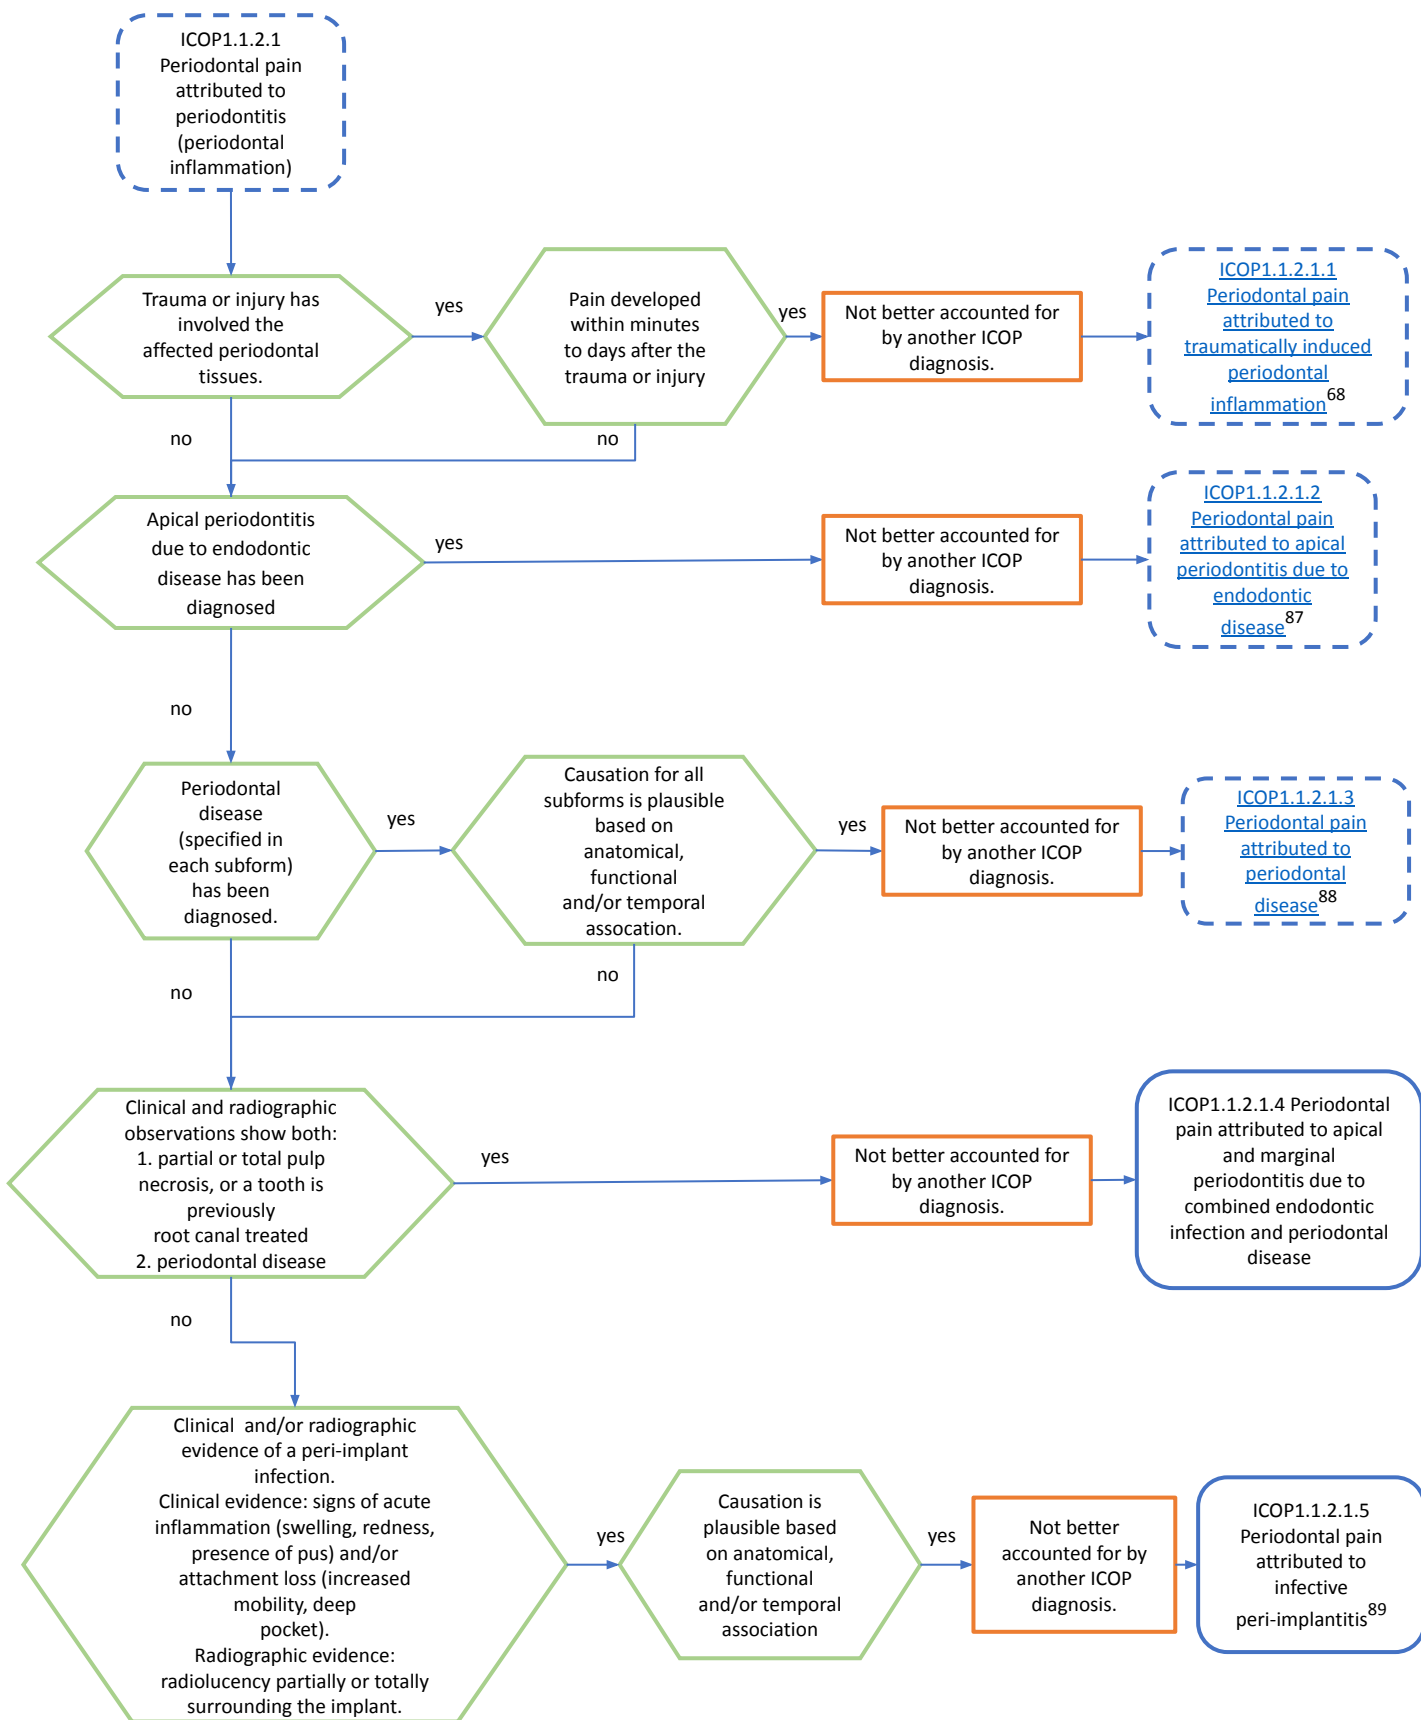 ICOP1.1.2.1
Periodontal pain
attributed to
periodontitis
(periodontal
inflammation)
Trauma or injury has
involved the
affected periodontal
tissues.
yes
Pain developed
within minutes
to days after the
trauma or injury
yes
Not better accounted for
by another ICOP
diagnosis.
ICOP1.1.2.1.1
Periodontal pain
attributed to
traumatically induced
periodontal
inflammation68
no
no
Apical periodontitis
due to endodontic
disease has been
diagnosed
yes
Not better accounted for
by another ICOP
diagnosis.
ICOP1.1.2.1.2
Periodontal pain
attributed to apical
periodontitis due to
endodontic
disease87
no
Periodontal
disease
(specified in
each subform)
has been
diagnosed.
yes
Causation for all
subforms is plausible
based on
anatomical,
functional
and/or temporal
assocation.
yes
Not better accounted for
by another ICOP
diagnosis.
ICOP1.1.2.1.3
Periodontal pain
attributed to
periodontal
disease88
no
no
Clinical and radiographic
observations show both:
1. partial or total pulp
necrosis, or a tooth is
previously
root canal treated
2. periodontal disease
yes
Not better accounted for
by another ICOP
diagnosis.
ICOP1.1.2.1.4 Periodontal
pain attributed to apical
and marginal
periodontitis due to
combined endodontic
infection and periodontal
disease
no
Clinical  and/or radiographic
evidence of a peri-implant
infection.
Clinical evidence: signs of acute
inflammation (swelling, redness,
presence of pus) and/or
attachment loss (increased
mobility, deep
pocket).
Radiographic evidence:
radiolucency partially or totally
surrounding the implant.
yes
Causation is
plausible based
on anatomical,
functional
and/or temporal
association
yes
Not better
accounted for by
another ICOP
diagnosis.
ICOP1.1.2.1.5
Periodontal pain
attributed to
infective
peri-implantitis89